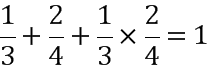 1/3 + 2/4 + 1/3 × 2/4 = 1